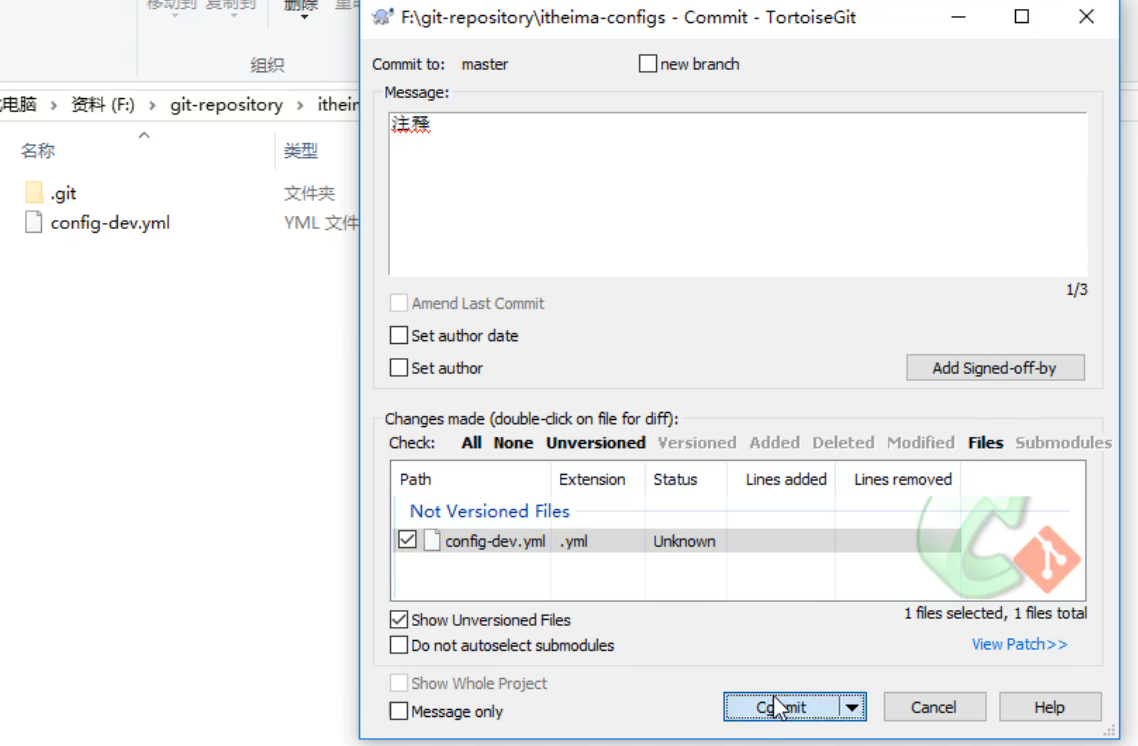 移动到 复制到 删除
组织
电脑 > 资料 (F:) > git-repository >
名称 类型
.git 文件夹
config-dev.yml YML 文件
F:\git-repository\itheima-configs - Commit - TortoiseGit
Commit to: master new branch
Message:
注释
1/3
Amend Last Commit
Set author date
Set author
Add Signed-off-by
Changes made (double-click on file for diff):
Check: All None Unversioned Versioned Added Deleted Modified Files Submodules
Path Extension Status Lines added Lines removed
Not Versioned Files
config-dev.yml .yml Unknown
1 files selected, 1 files total
Show Unversioned Files
Do not autoselect submodules
View Patch>>
Show Whole Project
Message only
Commit Cancel Help